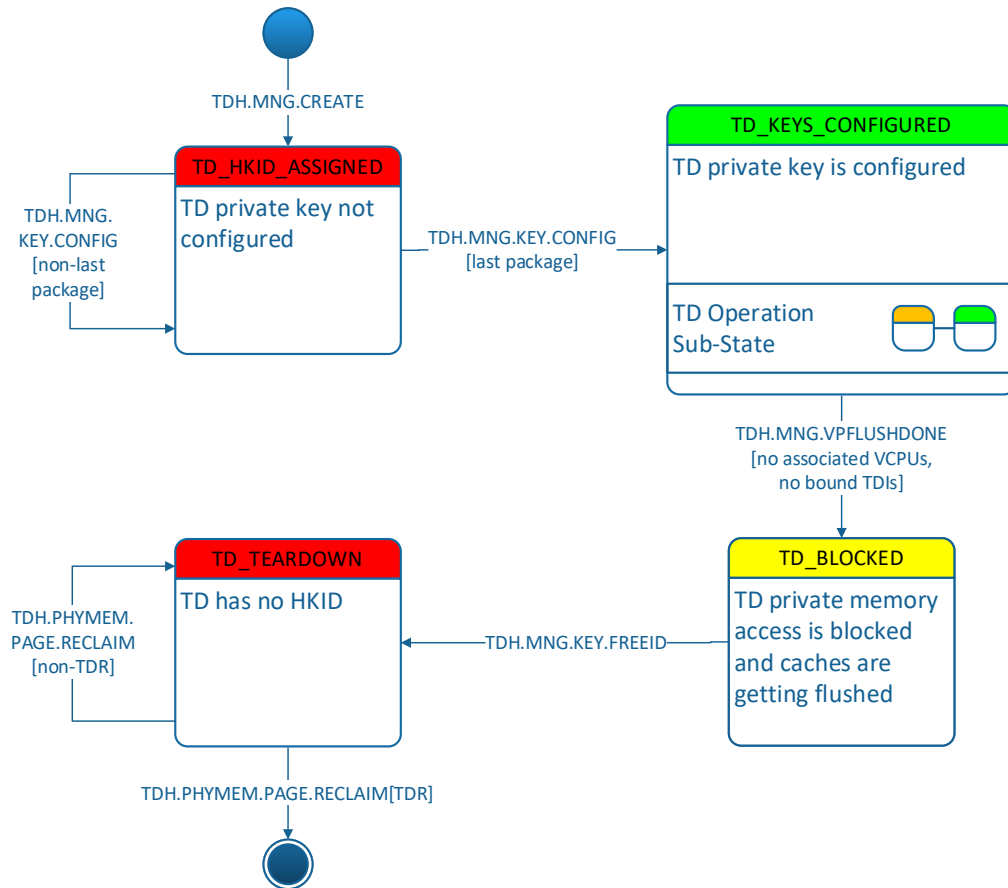 TDH.MNG.CREATE
TD_HKID_ASSIGNED
TD private key not
configured
TDH.MNG.
KEY.CONFIG
[non-last
package]
TDH.MNG.KEY.CONFIG
[last package]
TD_KEYS_CONFIGURED
TD private key is configured
TD Operation
Sub-State
TDH.MNG.VPFLUSHDONE
[no associated VCPUs,
no bound TDIs]
TD_BLOCKED
TD private memory
access is blocked
and caches are
getting flushed
TDH.MNG.KEY.FREEID
TD_TEARDOWN
TD has no HKID
TDH.PHYMEM.
PAGE.RECLAIM
[non-TDR]
TDH.PHYMEM.PAGE.RECLAIM[TDR]